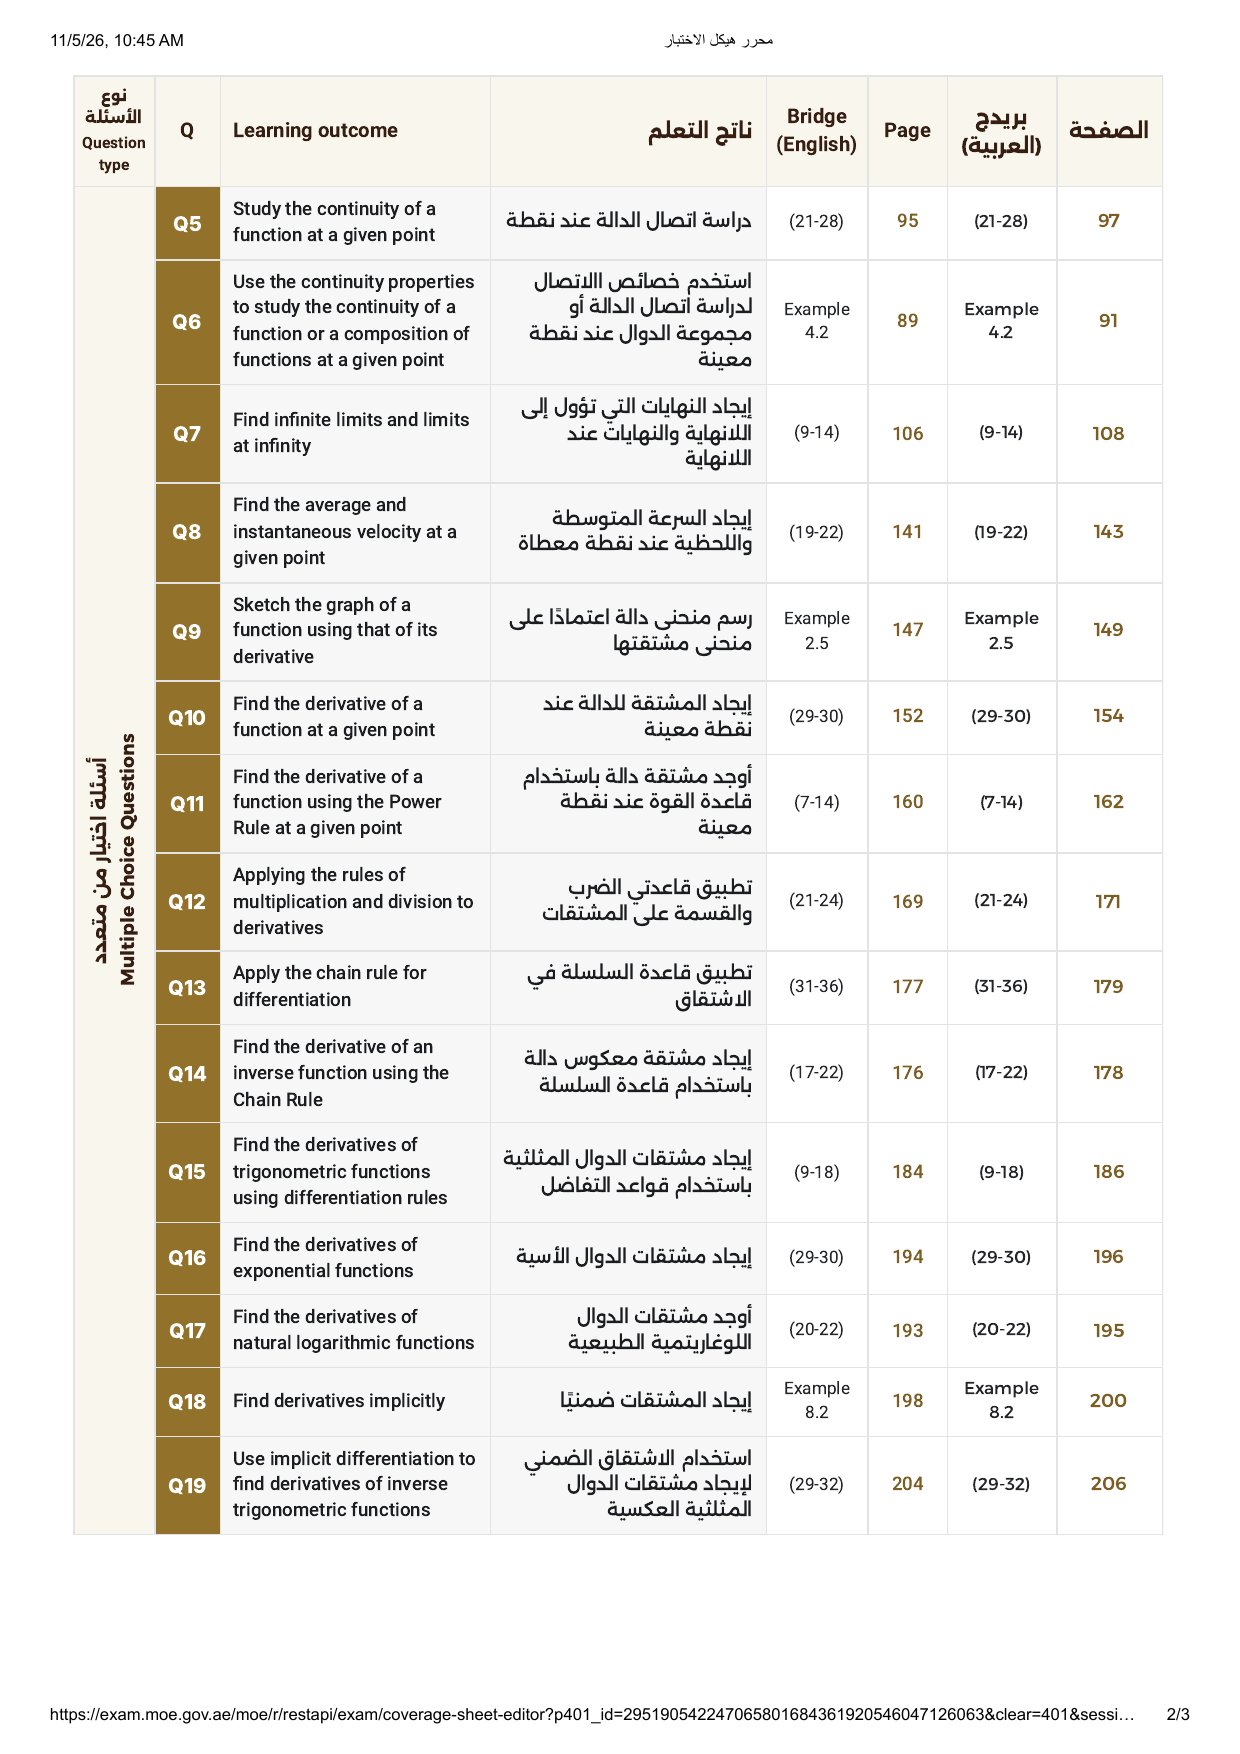 11/5/26, 10:45 AM
محرر هيكل الاختبار
نوع
الأسئلة
Question
type
Q
Learning outcome
ناتج التعلم
Bridge
(English)
Page
بريدج
(العربية)
الصفحة
أسئلة اختيار من متعدد
Multiple Choice Questions
Q5
Study the continuity of a
function at a given point
دراسة اتصال الدالة عند نقطة
(21-28)
95
(21-28)
97
Q6
Use the continuity properties
to study the continuity of a
function or a composition of
functions at a given point
استخدم خصائص االاتصال
لدراسة اتصال الدالة أو
مجموعة الدوال عند نقطة
معينة
Example
4.2
89
Example
4.2
91
Q7
Find infinite limits and limits
at infinity
إيجاد النهايات التي تؤول إلى
اللانهاية والنهايات عند
اللانهاية
(9-14)
106
(9-14)
108
Q8
Find the average and
instantaneous velocity at a
given point
إيجاد السرعة المتوسطة
واللحظية عند نقطة معطاة
(19-22)
141
(19-22)
143
Q9
Sketch the graph of a
function using that of its
derivative
رسم منحنى دالة اعتمادًا على
منحنى مشتقتها
Example
2.5
147
Example
2.5
149
Q10
Find the derivative of a
function at a given point
إيجاد المشتقة للدالة عند
نقطة معينة
(29-30)
152
(29-30)
154
Q11
Find the derivative of a
function using the Power
Rule at a given point
أوجد مشتقة دالة باستخدام
قاعدة القوة عند نقطة
معينة
(7-14)
160
(7-14)
162
Q12
Applying the rules of
multiplication and division to
derivatives
تطبيق قاعدتي الضرب
والقسمة على المشتقات
(21-24)
169
(21-24)
171
Q13
Apply the chain rule for
differentiation
تطبيق قاعدة السلسلة في
الاشتقاق
(31-36)
177
(31-36)
179
Q14
Find the derivative of an
inverse function using the
Chain Rule
إيجاد مشتقة معكوس دالة
باستخدام قاعدة السلسلة
(17-22)
176
(17-22)
178
Q15
Find the derivatives of
trigonometric functions
using differentiation rules
إيجاد مشتقات الدوال المثلثية
باستخدام قواعد التفاضل
(9-18)
184
(9-18)
186
Q16
Find the derivatives of
exponential functions
إيجاد مشتقات الدوال الأسية
(29-30)
194
(29-30)
196
Q17
Find the derivatives of
natural logarithmic functions
أوجد مشتقات الدوال
اللوغاريتمية الطبيعية
(20-22)
193
(20-22)
195
Q18
Find derivatives implicitly
إيجاد المشتقات ضمنيًا
Example
8.2
198
Example
8.2
200
Q19
Use implicit differentiation to
find derivatives of inverse
trigonometric functions
استخدام الاشتقاق الضمني
لإيجاد مشتقات الدوال
المثلثية العكسية
(29-32)
204
(29-32)
206
https://exam.moe.gov.ae/moe/r/restapi/exam/coverage-sheet-editor?p401_id=295190542247065801684361920546047126063&clear=401&sessi…
2/3